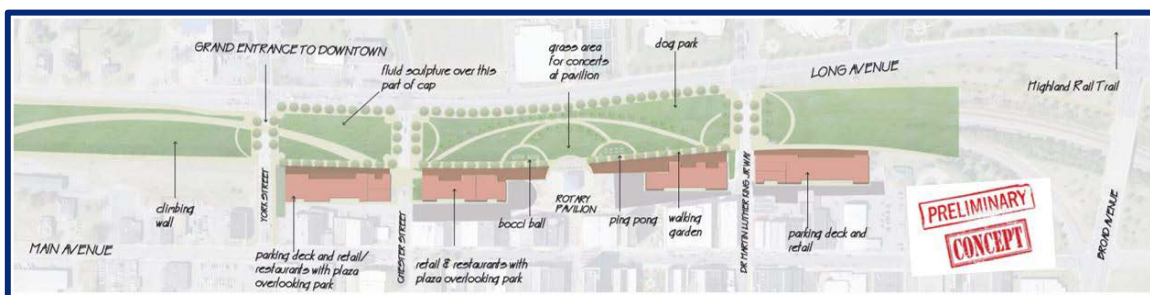 GRAND ENTRANCE TO DOWNTOWN
fluid sculpture over this
part of cap
grass area
for concerts
at pavilion
dog park
LONG AVENUE
Highland Rail Trail
climbing
wall
YORK STREET
MAIN AVENUE
parking deck and retail/
restaurants with plaza
overlooking park
CHESTER STREET
retail & restaurants with
plaza overlooking park
bocci ball
ROTARY
PAVILION
ping pong
walking
garden
DR MARTIN LUTHER KING JR WAY
parking deck and
retail
PRELIMINARY
CONCEPT
BROAD AVENUE